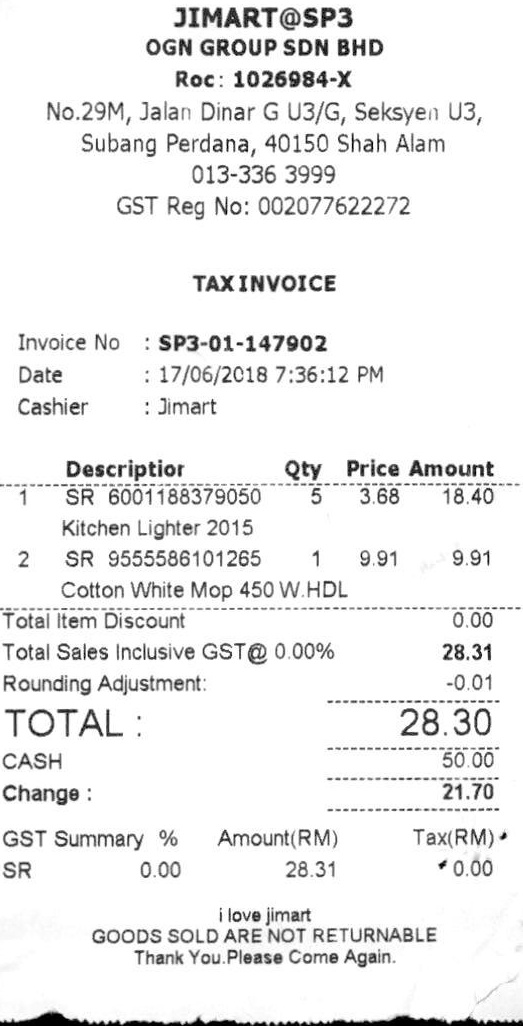 JIMART@SP3
OGN GROUP SDN BHD
Roc: 1026984-X
No.29M, Jalan Dinar G U3/G, Seksyen U3,
Subang Perdana, 40150 Shah Alam
013-336 3999
GST Reg No: 002077622272
TAX INVOICE
Invoice No : SP3-01-147902
Date : 17/06/2018 7:36:12 PM
Cashier : Jimart
Descriptior Qty Price Amount
1 SR 6001188379050 5 3.68 18.40
Kitchen Lighter 2015
2 SR 9555586101265 1 9.91 9.91
Cotton White Mop 450 W.HDL
Total Item Discount 0.00
Total Sales Inclusive GST@ 0.00% 28.31
Rounding Adjustment: -0.01
TOTAL : 28.30
CASH 50.00
Change : 21.70
GST Summary % Amount(RM) Tax(RM)
SR 0.00 28.31 0.00
i love jimart
GOODS SOLD ARE NOT RETURNABLE
Thank You.Please Come Again.